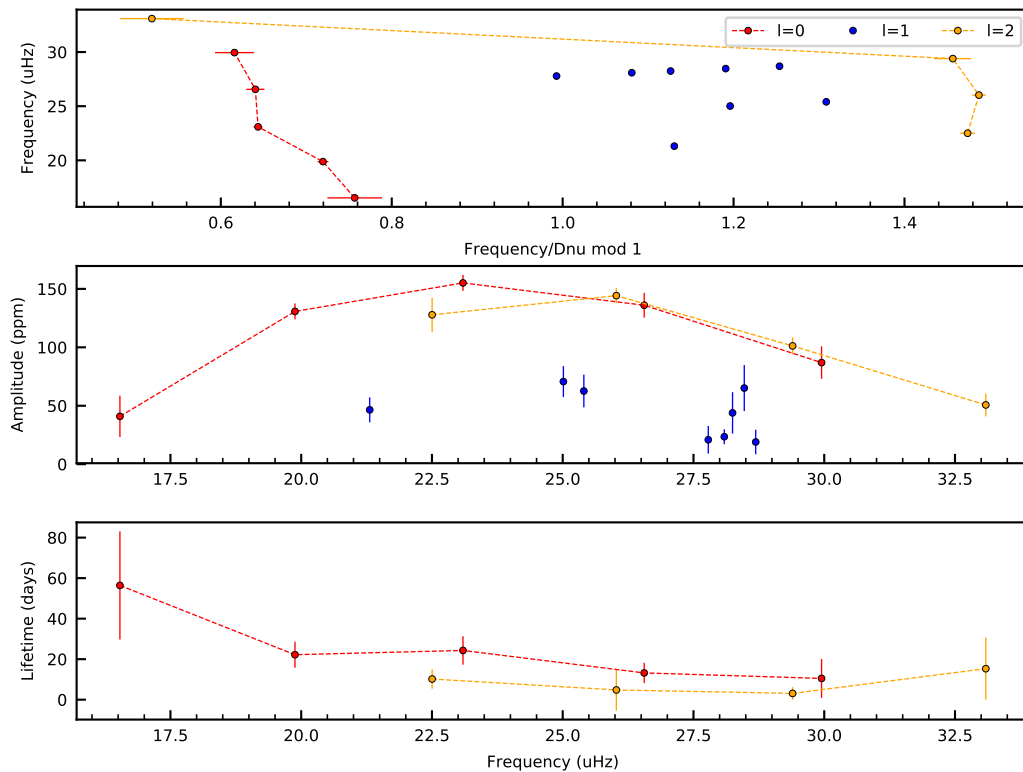 l=0 l=1 l=2
Frequency (uHz)
30
25
20
0.6 0.8 1.0 1.2 1.4
Frequency/Dnu mod 1
Amplitude (ppm)
150
100
50
0
17.5 20.0 22.5 25.0 27.5 30.0 32.5
Lifetime (days)
80
60
40
20
0
17.5 20.0 22.5 25.0 27.5 30.0 32.5
Frequency (uHz)